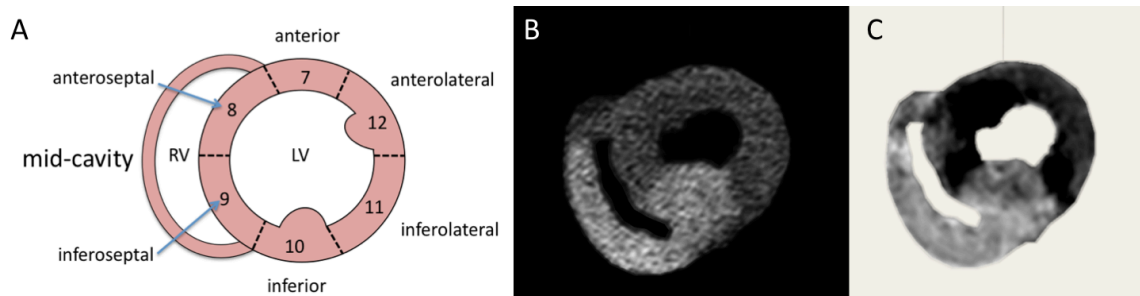 A
anterior
anteroseptal
7
anterolateral
8
12
mid-cavity
RV
LV
9
11
inferoseptal
10
inferolateral
inferior
B
C